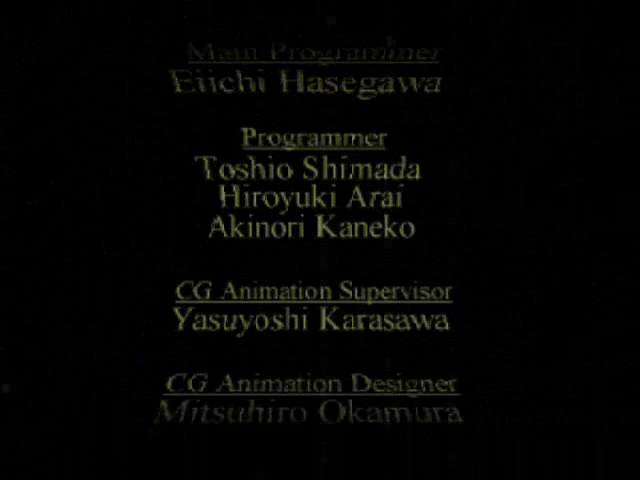 Main Programmer
Eiichi Hasegawa
Programmer
Toshio Shimada
Hiroyuki Arai
Akinori Kaneko
CG Animation Supervisor
Yasuyoshi Karasawa
CG Animation Designer
Mitsuhiro Okamura